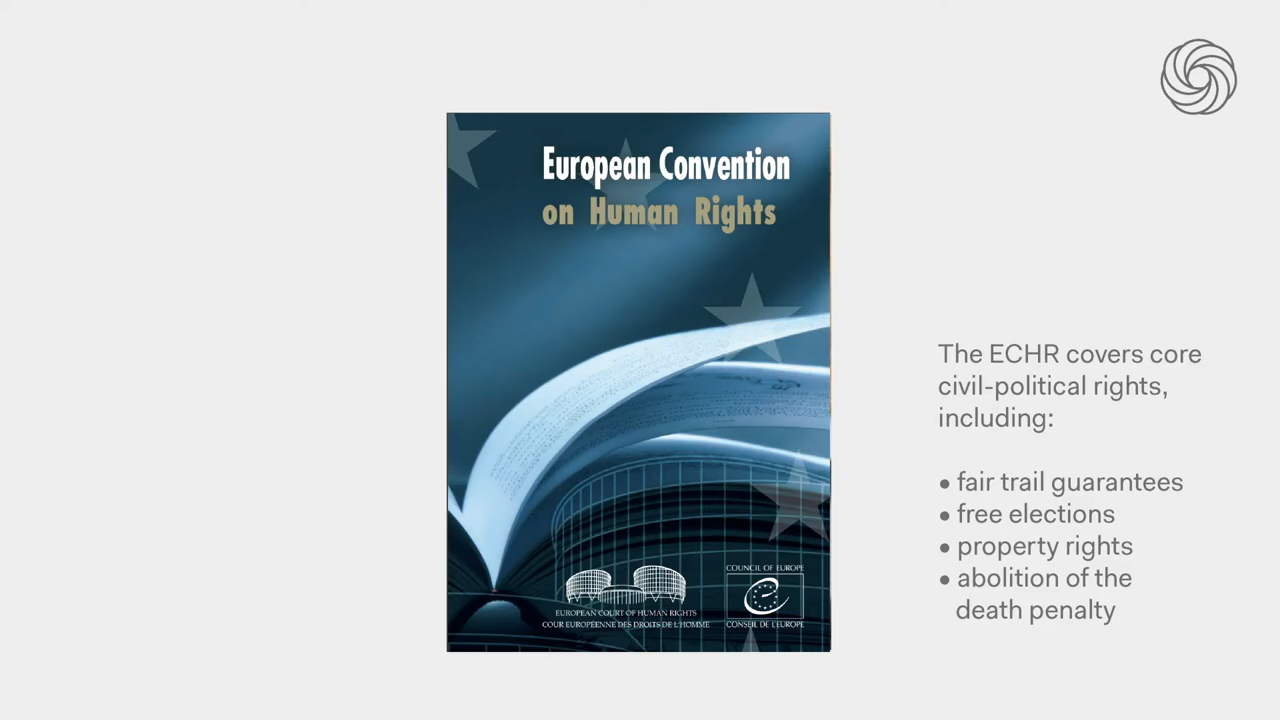 European Convention
on Human Rights
EUROPEAN COURT OF HUMAN RIGHTS
COUR EUROPÉENNE DES DROITS DE L'HOMME
COUNCIL OF EUROPE
CONSEIL DE L'EUROPE
The ECHR covers core
civil-political rights,
including:
• fair trail guarantees
• free elections
• property rights
• abolition of the
death penalty